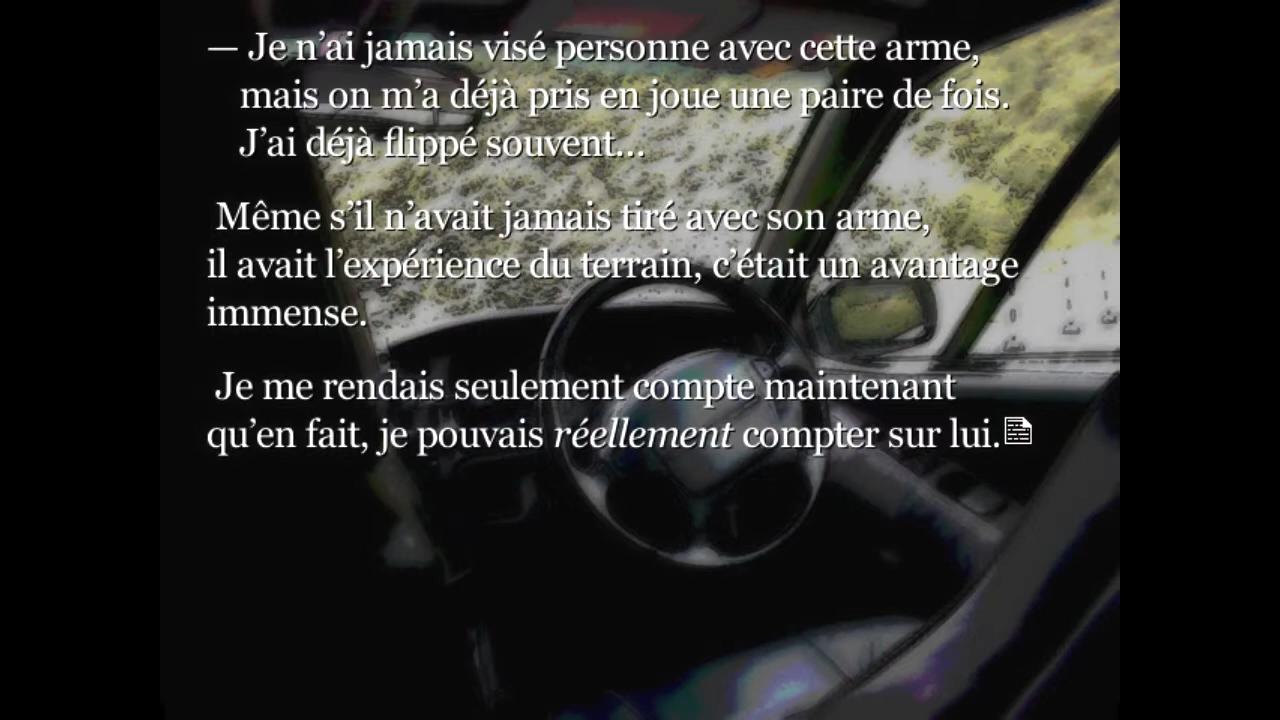 — Je n’ai jamais visé personne avec cette arme,
mais on m’a déjà pris en joue une paire de fois.
J’ai déjà flippé souvent...
Même s’il n’avait jamais tiré avec son arme,
il avait l’expérience du terrain, c’était un avantage
immense.
Je me rendais seulement compte maintenant
qu’en fait, je pouvais réellement compter sur lui.